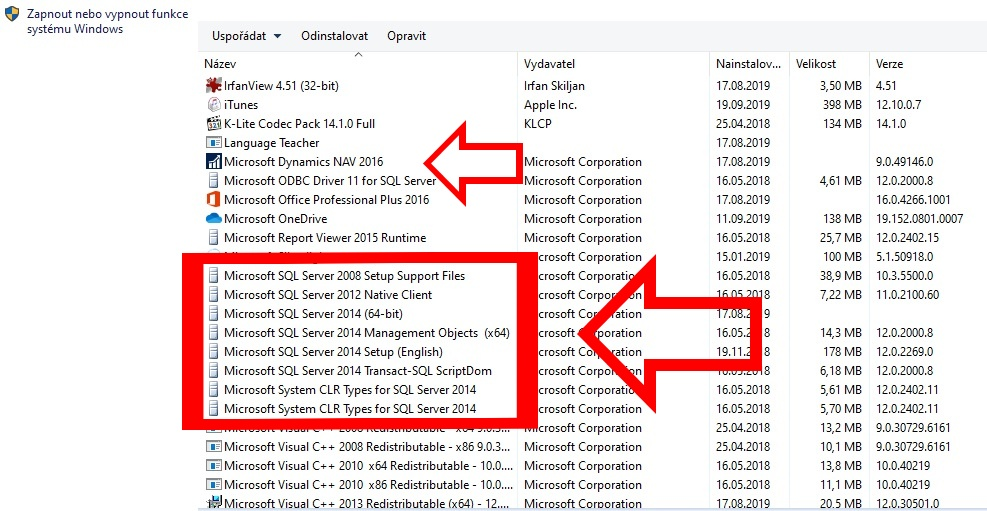 Zapnout nebo vypnout funkce
systému Windows
Uspořádat Odinstalovat Opravit
Název Vydavatel Nainstalov... Velikost Verze
IrfanView 4.51 (32-bit) Irfan Skiljan 17.08.2019 3,50 MB 4.51
iTunes Apple Inc. 19.09.2019 398 MB 12.10.0.7
K-Lite Codec Pack 14.1.0 Full KLCP 25.04.2018 134 MB 14.1.0
Language Teacher 17.08.2019
Microsoft Dynamics NAV 2016 Microsoft Corporation 17.08.2019 9.0.49146.0
Microsoft ODBC Driver 11 for SQL Server Microsoft Corporation 16.05.2018 4,61 MB 12.0.2000.8
Microsoft Office Professional Plus 2016 Microsoft Corporation 16.0.4266.1001
Microsoft OneDrive Microsoft Corporation 11.09.2019 138 MB 19.152.0801.0007
Microsoft Report Viewer 2015 Runtime Microsoft Corporation 16.05.2018 25,7 MB 12.0.2402.15
Corporation 15.01.2019 100 MB 5.1.50918.0
Microsoft SQL Server 2008 Setup Support Files Microsoft Corporation 16.05.2018 38,9 MB 10.3.5500.0
Microsoft SQL Server 2012 Native Client Microsoft Corporation 16.05.2018 7,22 MB 11.0.2100.60
Microsoft SQL Server 2014 (64-bit) Microsoft Corporation 17.08.2019
Microsoft SQL Server 2014 Management Objects (x64) Microsoft Corporation 16.05.2018 14,3 MB 12.0.2000.8
Microsoft SQL Server 2014 Setup (English) Microsoft Corporation 19.11.2018 178 MB 12.0.2269.0
Microsoft SQL Server 2014 Transact-SQL ScriptDom Microsoft Corporation 16.05.2018 6,18 MB 12.0.2000.8
Microsoft System CLR Types for SQL Server 2014 Microsoft Corporation 16.05.2018 5,61 MB 12.0.2402.11
Microsoft System CLR Types for SQL Server 2014 Microsoft Corporation 16.05.2018 5,70 MB 12.0.2402.11
Microsoft Visual C++ 2008 Redistributable - x64 9.0.3... Microsoft Corporation 25.04.2018 13,2 MB 9.0.30729.6161
Microsoft Visual C++ 2008 Redistributable - x86 9.0.3... Microsoft Corporation 25.04.2018 10,1 MB 9.0.30729.6161
Microsoft Visual C++ 2010 x64 Redistributable - 10.0.... Microsoft Corporation 16.05.2018 13,8 MB 10.0.40219
Microsoft Visual C++ 2010 x86 Redistributable - 10.0.... Microsoft Corporation 16.05.2018 11,1 MB 10.0.40219
Microsoft Visual C++ 2013 Redistributable (x64) - 12.... Microsoft Corporation 17.08.2019 20,5 MB 12.0.30501.0